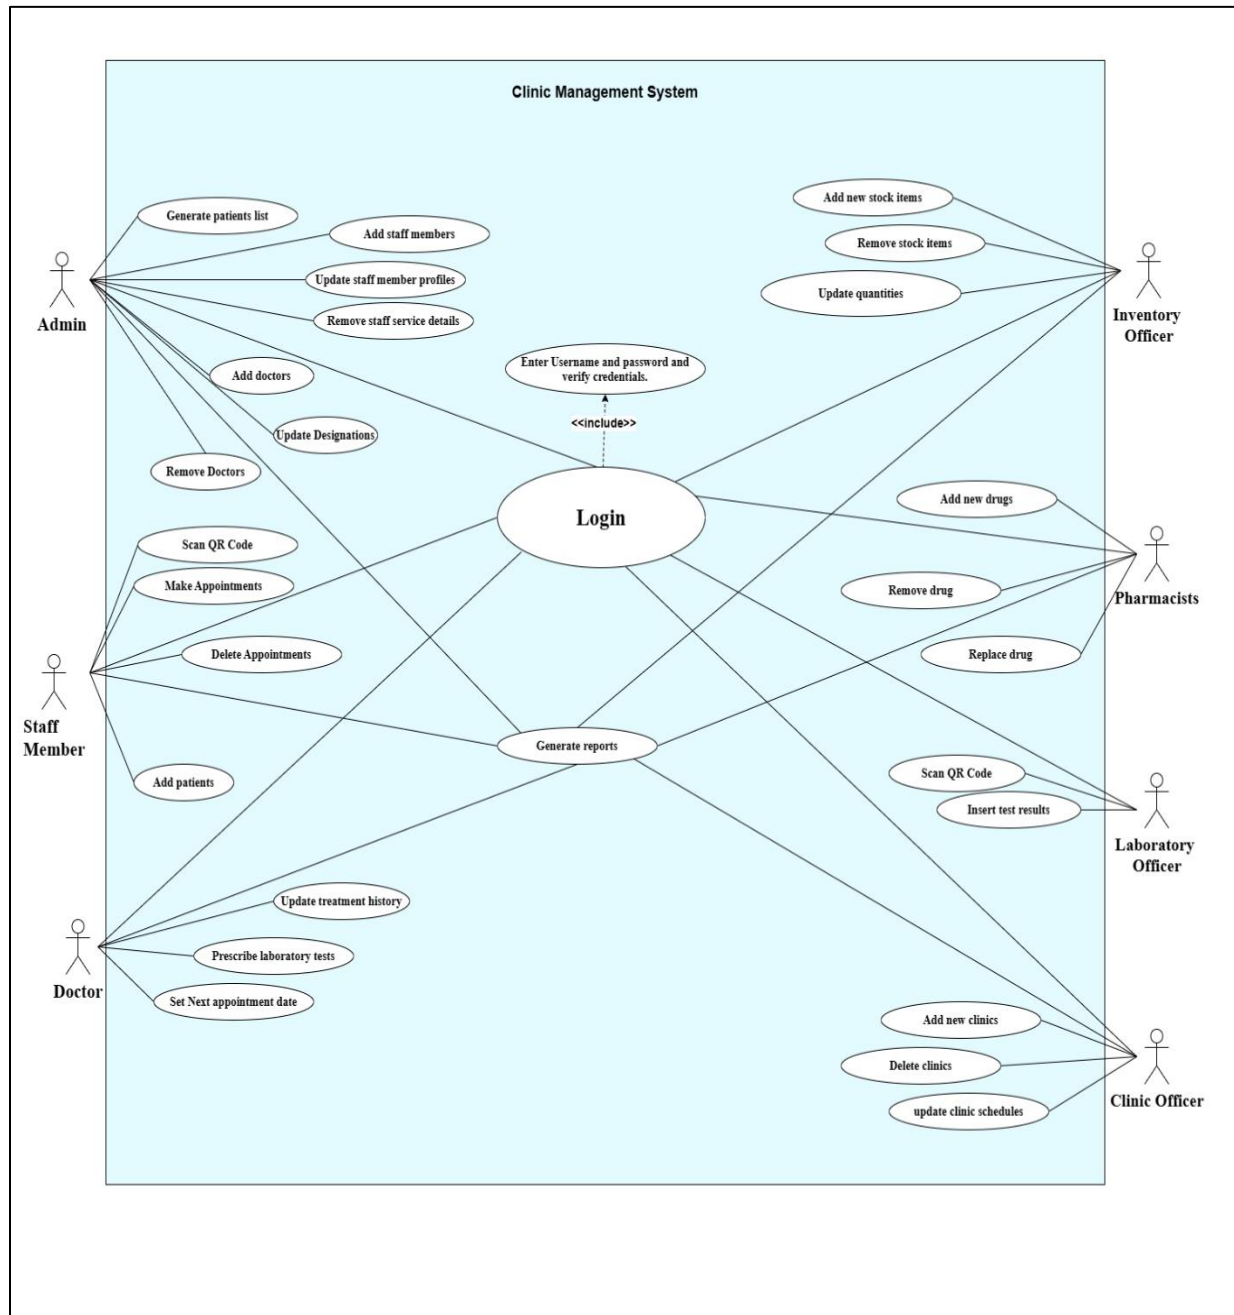 Clinic Management System
Generate patients list
Add staff members
Update staff member profiles
Remove staff service details
Add doctors
Update Designations
Remove Doctors
Admin
Scan QR Code
Make Appointments
Delete Appointments
Add patients
Staff
Member
Update treatment history
Prescribe laboratory tests
Set Next appointment date
Doctor
Enter Username and password and
verify credentials.
<<include>>
Login
Generate reports
Add new stock items
Remove stock items
Update quantities
Inventory
Officer
Add new drugs
Remove drug
Replace drug
Pharmacists
Scan QR Code
Insert test results
Laboratory
Officer
Add new clinics
Delete clinics
update clinic schedules
Clinic Officer